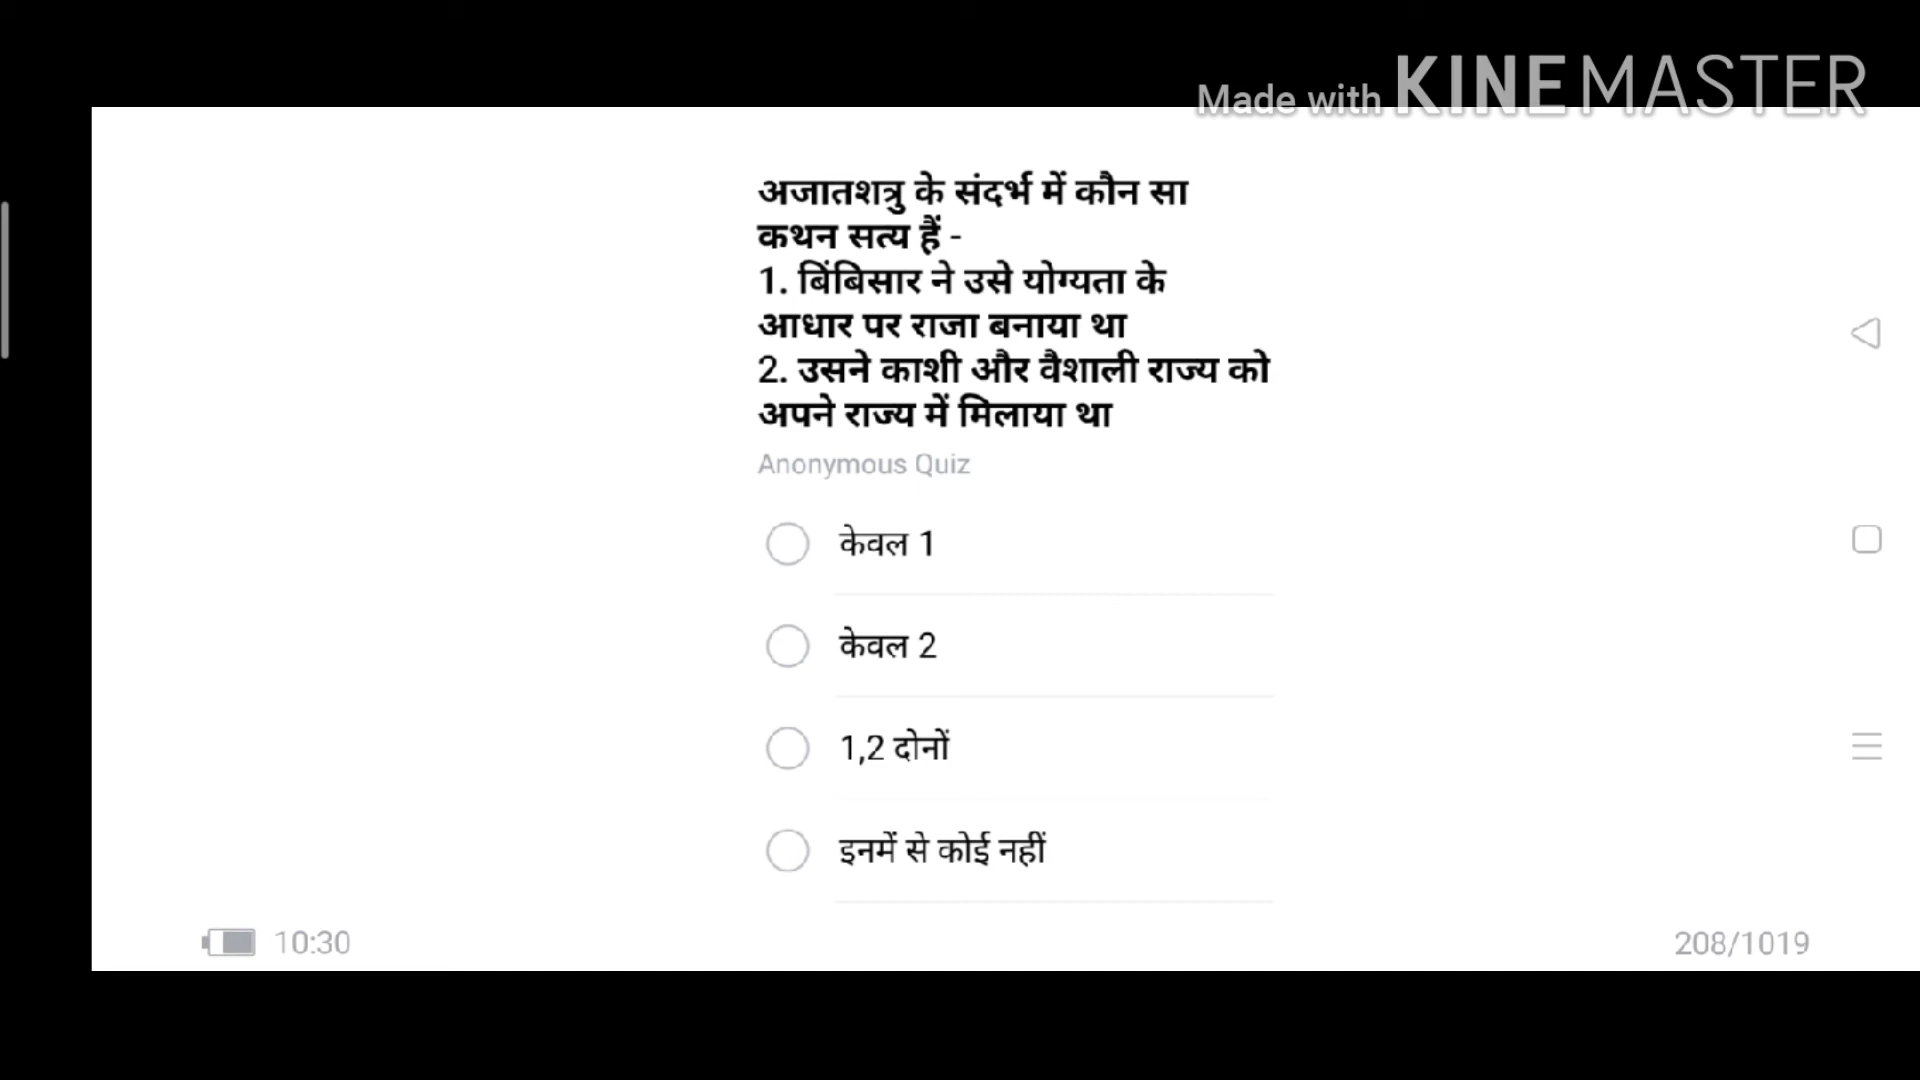 Made with KINEMASTER
अजातशत्रु के संदर्भ में कौन सा
कथन सत्य हैं -
1. बिंबिसार ने उसे योग्यता के
आधार पर राजा बनाया था
2. उसने काशी और वैशाली राज्य को
अपने राज्य में मिलाया था
Anonymous Quiz
केवल 1
केवल 2
1,2 दोनों
इनमें से कोई नहीं
10:30
208/1019